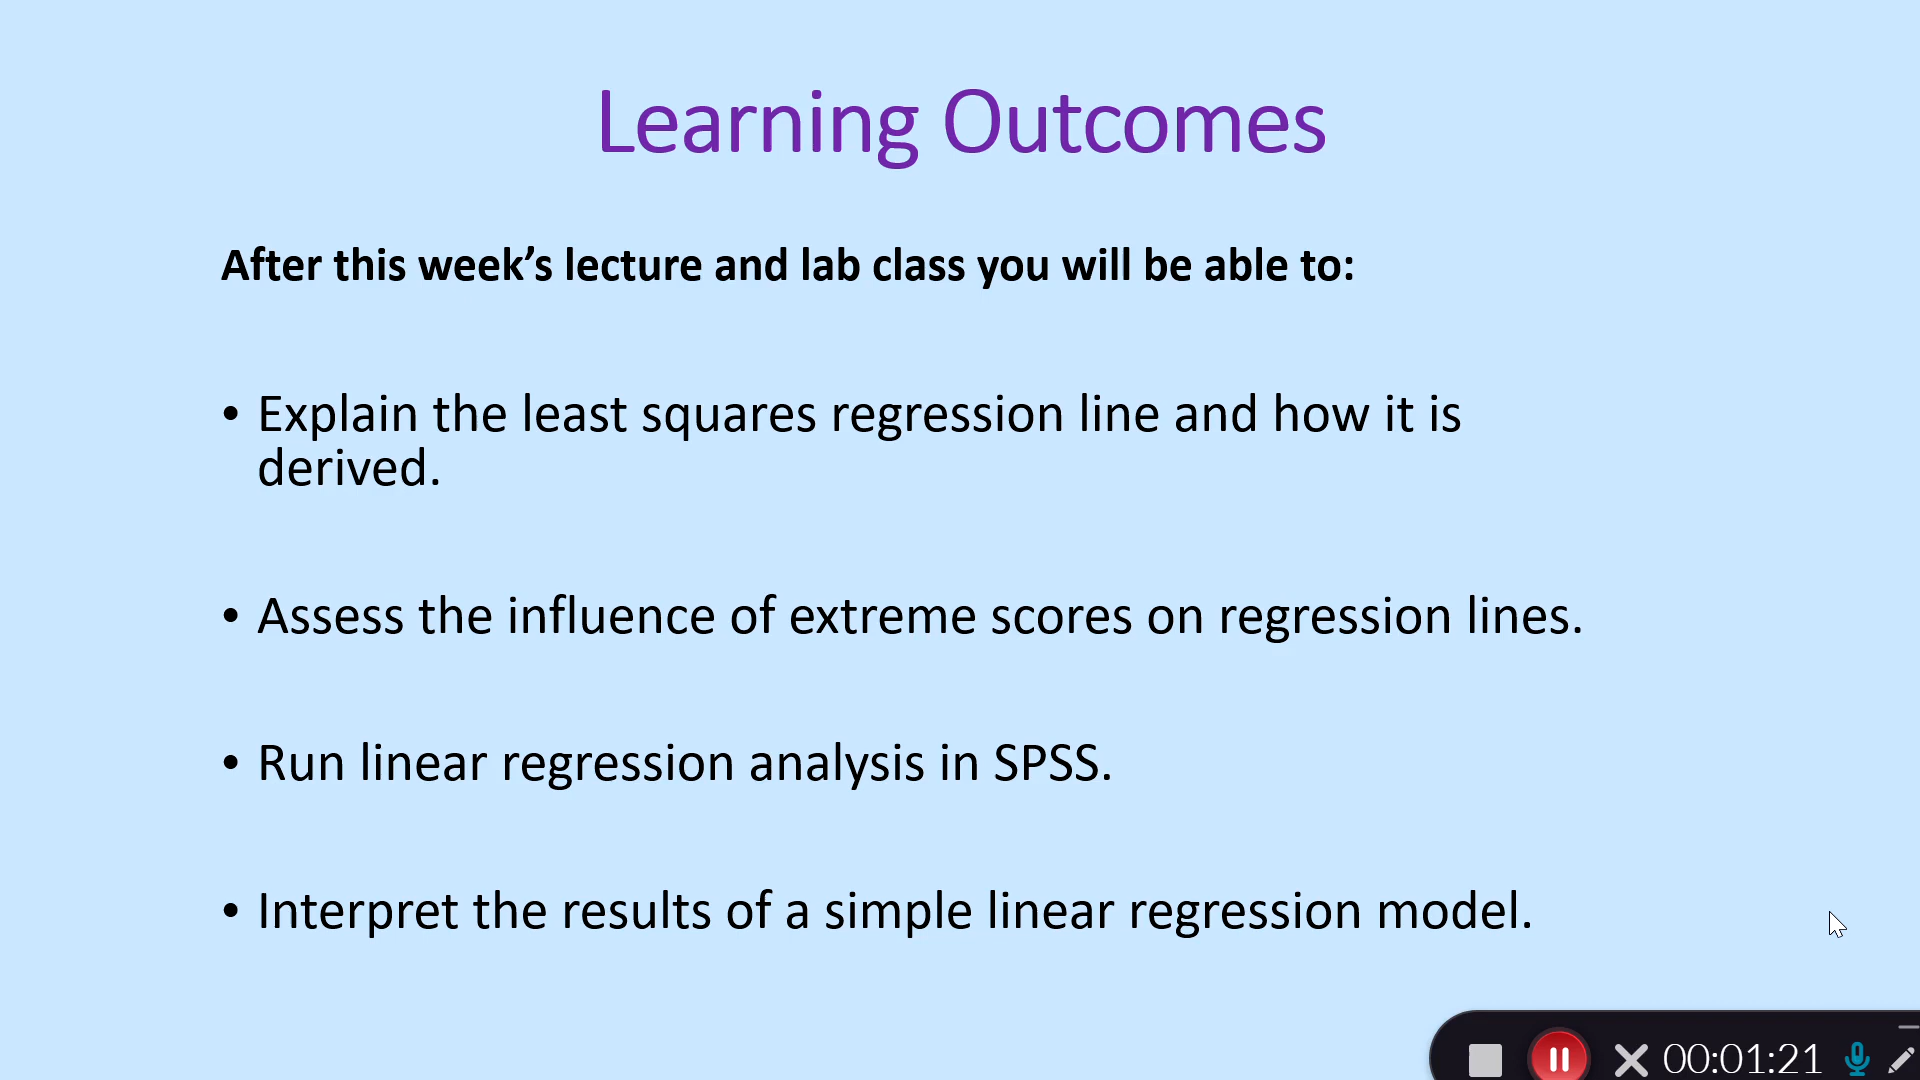 Learning Outcomes
After this week’s lecture and lab class you will be able to:
• Explain the least squares regression line and how it is
derived.
• Assess the influence of extreme scores on regression lines.
• Run linear regression analysis in SPSS.
• Interpret the results of a simple linear regression model.
00:01:21